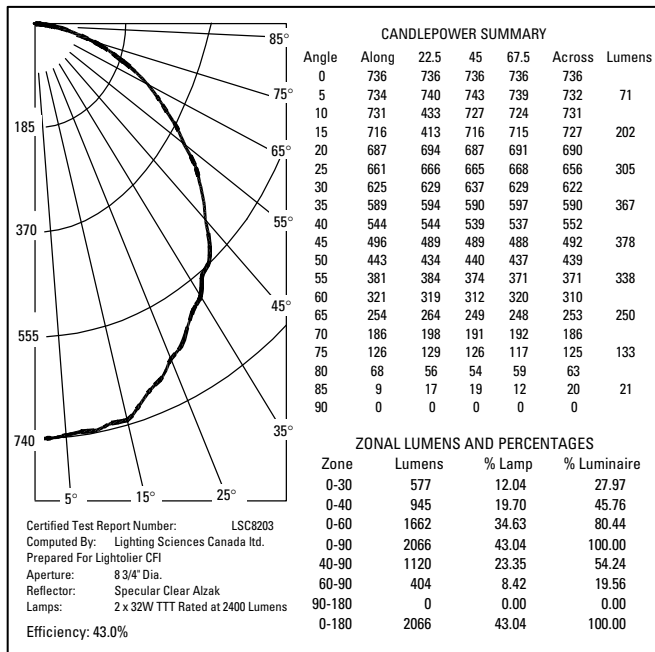 85°
75°
65°
55°
45°
35°
25°
15°
5°
185
370
555
740
CANDLEPOWER SUMMARY
Angle Along 22.5 45 67.5 Across Lumens
0 736 736 736 736 736
5 734 740 743 739 732 71
10 731 433 727 724 731
15 716 413 716 715 727 202
20 687 694 687 691 690
25 661 666 665 668 656 305
30 625 629 637 629 622
35 589 594 590 597 590 367
40 544 544 539 537 552
45 496 489 489 488 492 378
50 443 434 440 437 439
55 381 384 374 371 371 338
60 321 319 312 320 310
65 254 264 249 248 253 250
70 186 198 191 192 186
75 126 129 126 117 125 133
80 68 56 54 59 63
85 9 17 19 12 20 21
90 0 0 0 0 0
ZONAL LUMENS AND PERCENTAGES
Zone Lumens % Lamp % Luminaire
0-30 577 12.04 27.97
0-40 945 19.70 45.76
0-60 1662 34.63 80.44
0-90 2066 43.04 100.00
40-90 1120 23.35 54.24
60-90 404 8.42 19.56
90-180 0 0.00 0.00
0-180 2066 43.04 100.00
Certified Test Report Number: LSC8203
Computed By: Lighting Sciences Canada ltd.
Prepared For Lightolier CFI
Aperture: 8 3/4" Dia.
Reflector: Specular Clear Alzak
Lamps: 2 x 32W TTT Rated at 2400 Lumens
Efficiency: 43.0%